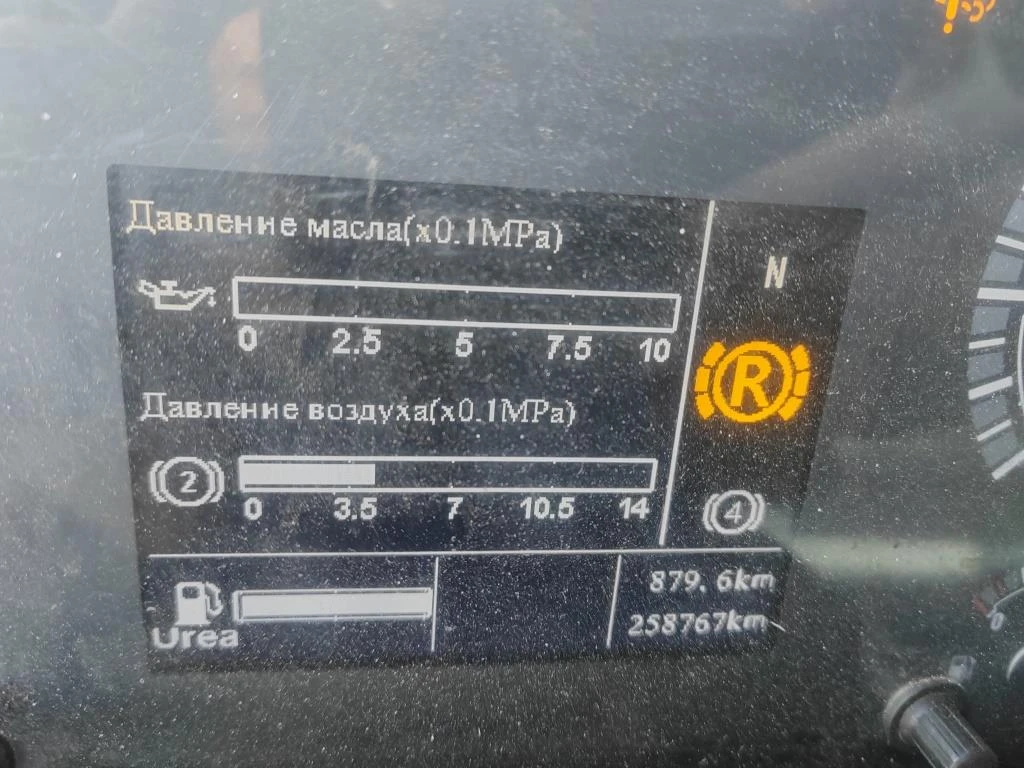 Давление масла(x0.1MPa)
N
0 2.5 5 7.5 10
R
Давление воздуха(x0.1MPa)
2
0 3.5 7 10.5 14
4
879.6km
Urea
258767km
0